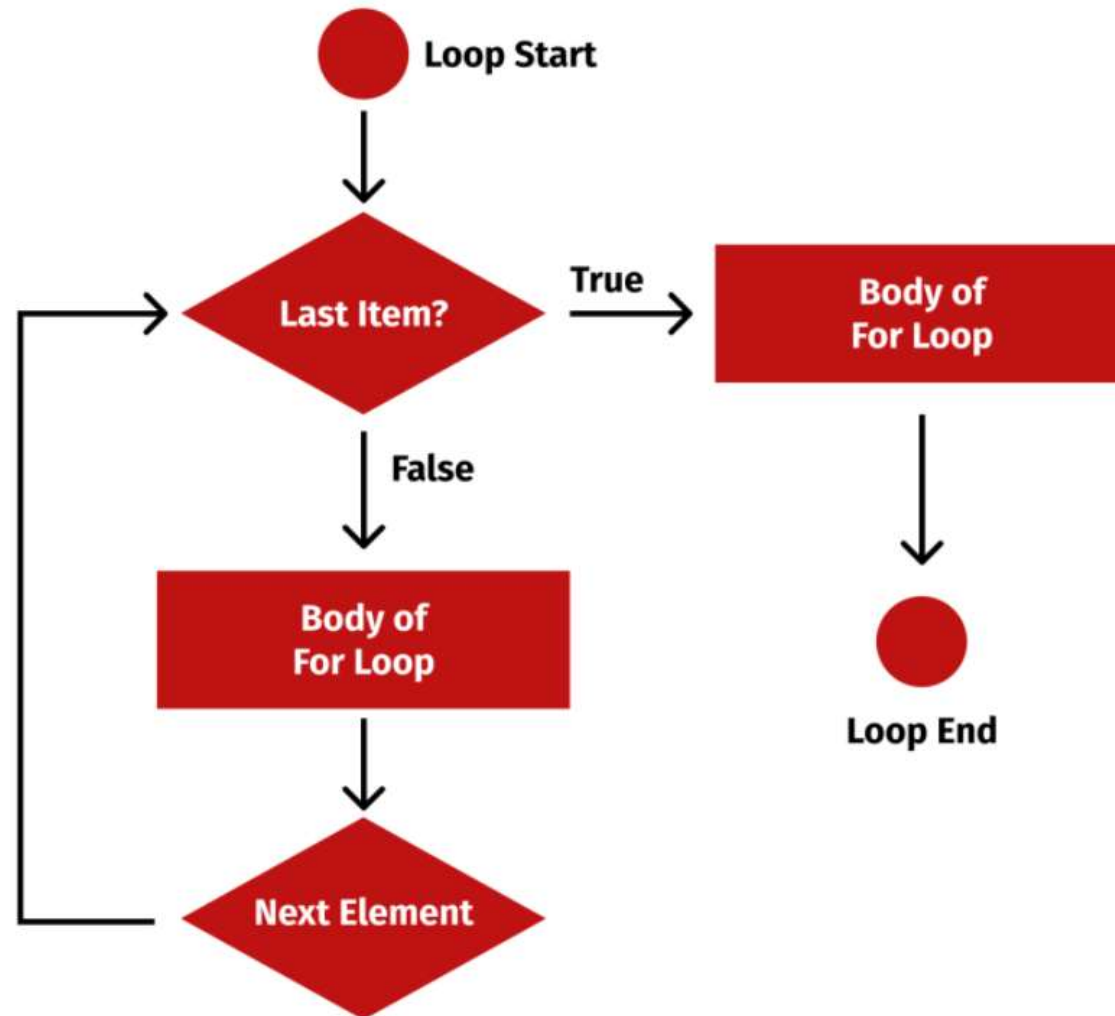 Loop Start
Last Item?
True
Body of
For Loop
False
Body of
For Loop
Loop End
Next Element